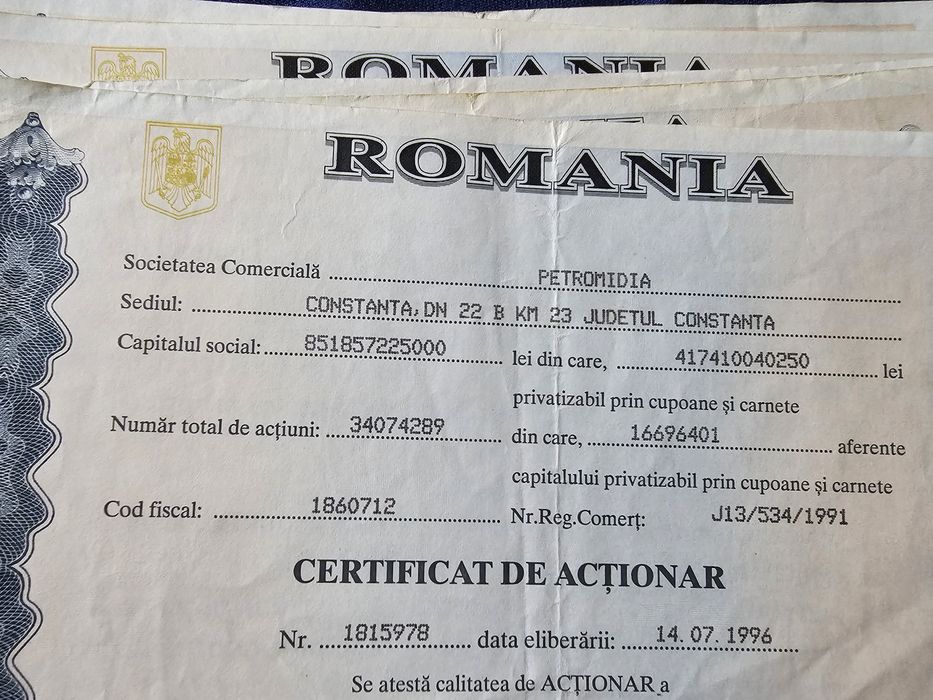 ROMANIA
ROMANIA
Societatea Comercială PETROMIDIA
Sediul: CONSTANTA,DN 22 B KM 23 JUDETUL CONSTANTA
Capitalul social: 851857225000 lei din care, 417410040250 lei
privatizabil prin cupoane și carnete
Număr total de acțiuni: 34074289 din care, 16696401 aferente
capitalului privatizabil prin cupoane și carnete
Cod fiscal: 1860712 Nr.Reg.Comerț: J13/534/1991
CERTIFICAT DE ACȚIONAR
Nr. 1815978 data eliberării: 14.07.1996
Se atestă calitatea de ACȚIONAR a